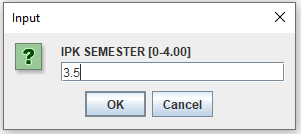 Input
IPK SEMESTER [0-4.00]
3.5
OK Cancel